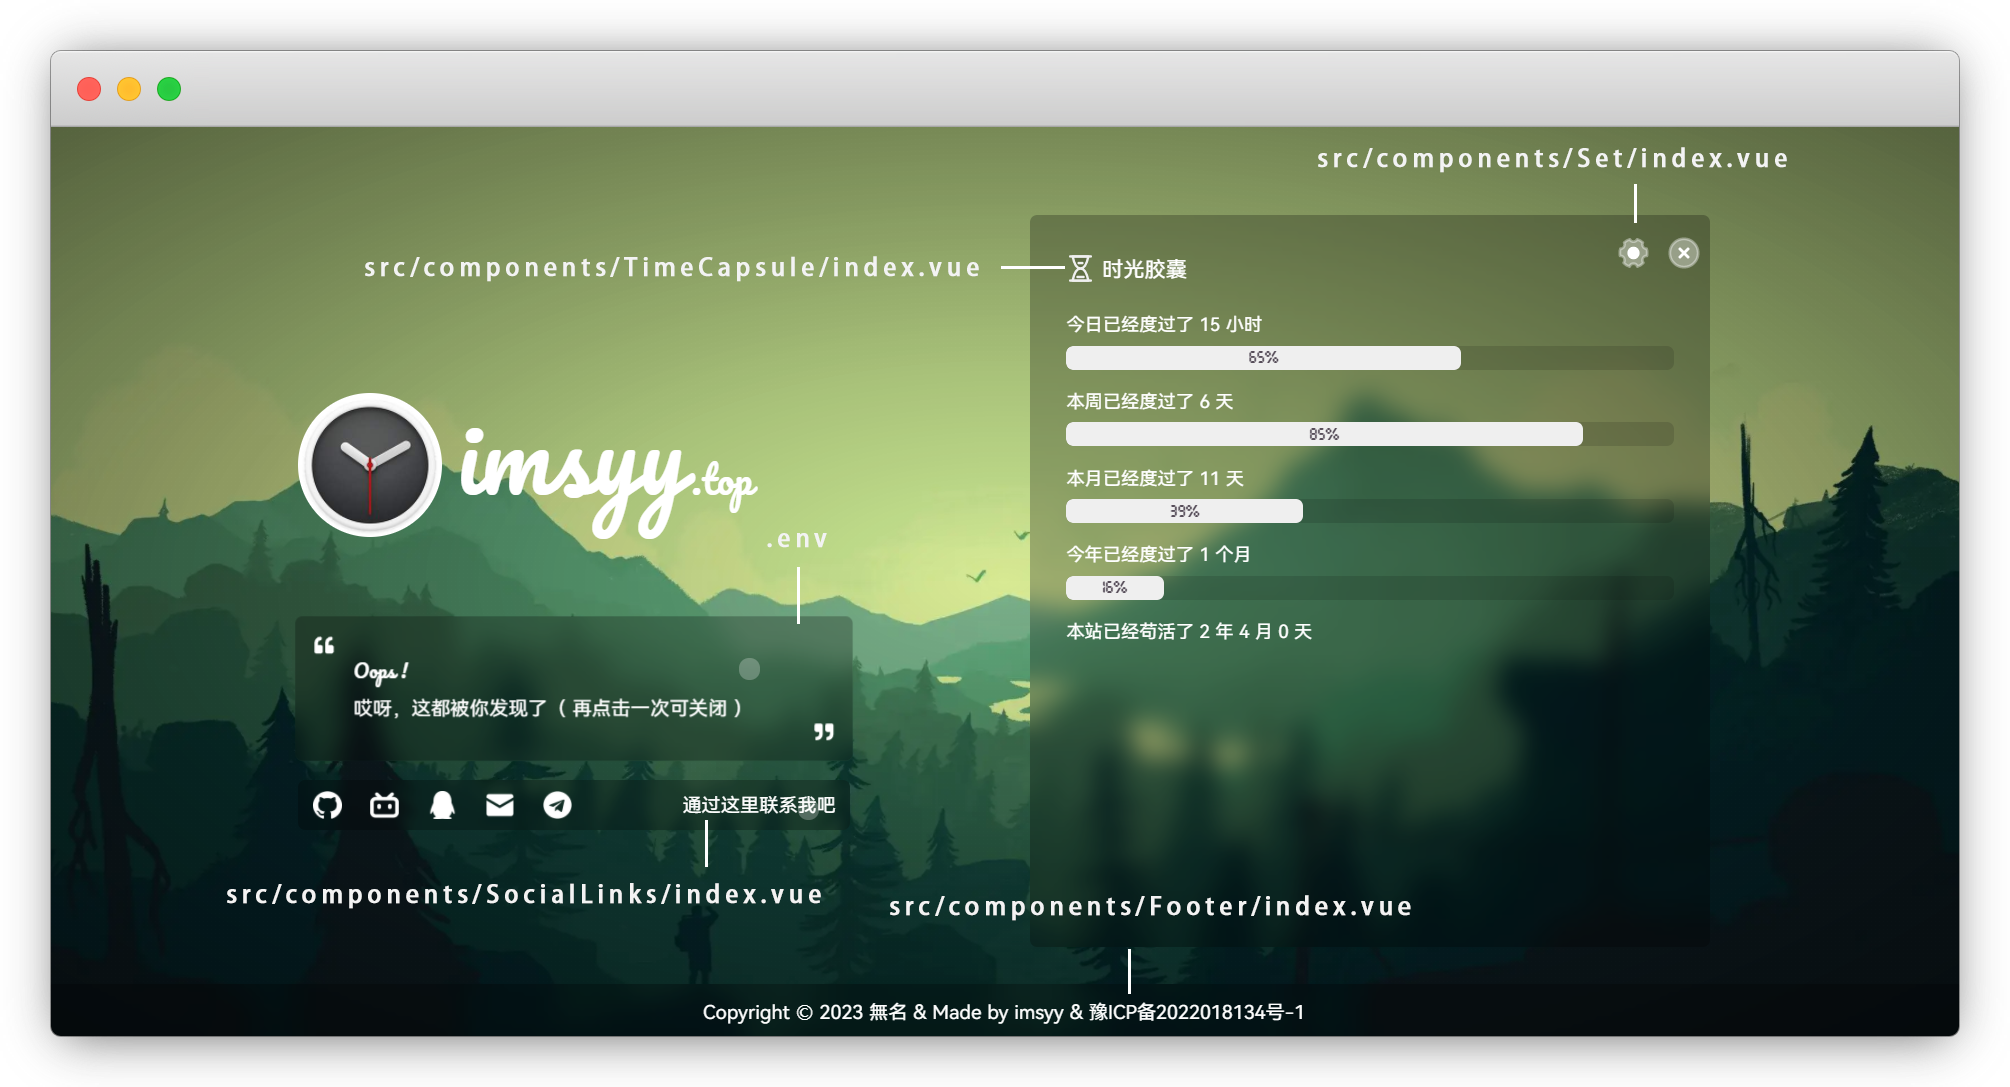 src/components/Set/index.vue
src/components/TimeCapsule/index.vue
时光胶囊
今日已经度过了 15 小时
65%
本周已经度过了 6 天
85%
本月已经度过了 11 天
39%
今年已经度过了 1 个月
16%
本站已经苟活了 2 年 4 月 0 天
imsyy.top
.env
“
Oops !
哎呀，这都被你发现了（ 再点击一次可关闭 ）
”
通过这里联系我吧
src/components/SocialLinks/index.vue
src/components/Footer/index.vue
Copyright © 2023 無名 & Made by imsyy & 豫ICP备2022018134号-1